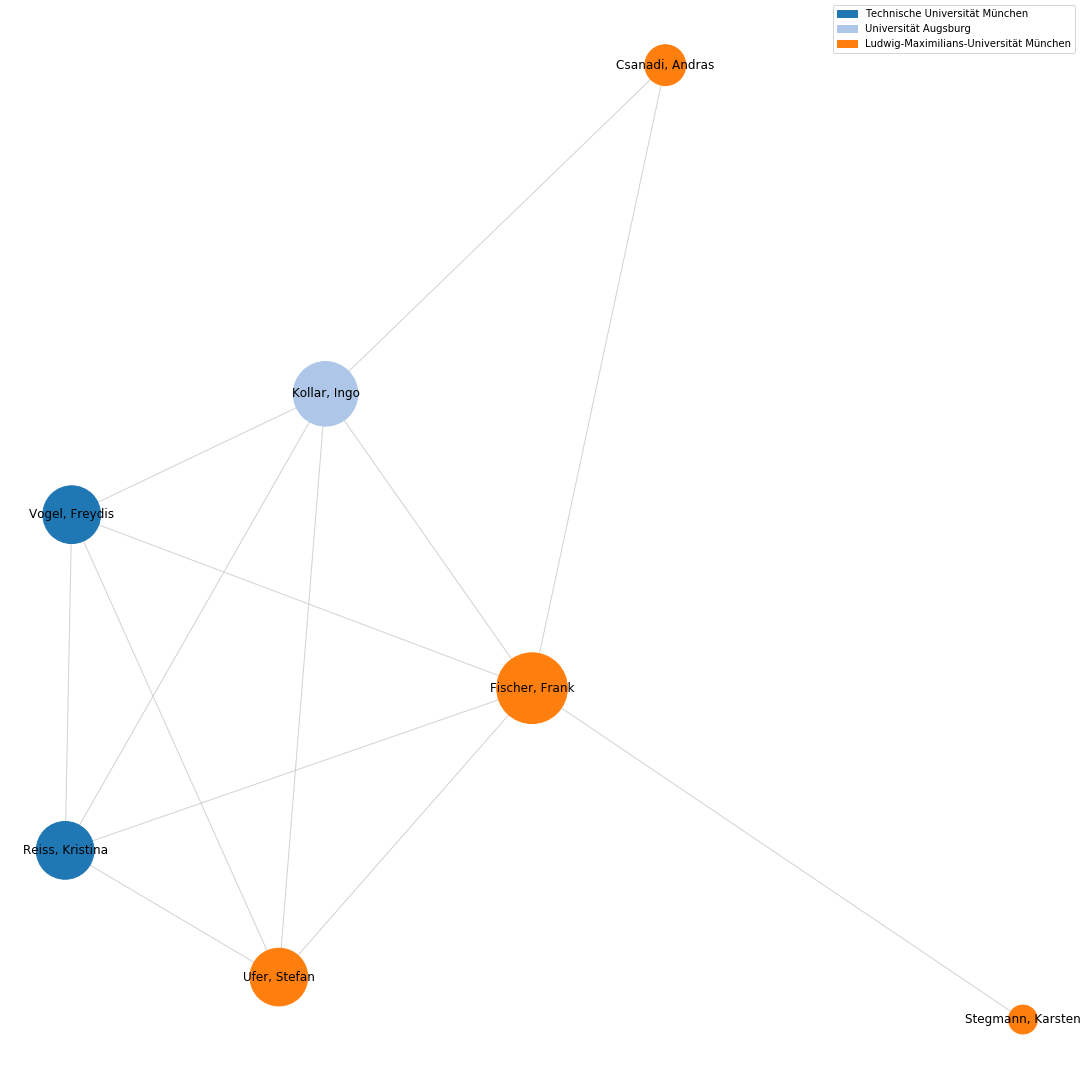 Technische Universität München
Universität Augsburg
Ludwig-Maximilians-Universität München
Csanadi, Andras
Kollar, Ingo
Vogel, Freydis
Fischer, Frank
Reiss, Kristina
Ufer, Stefan
Stegmann, Karsten